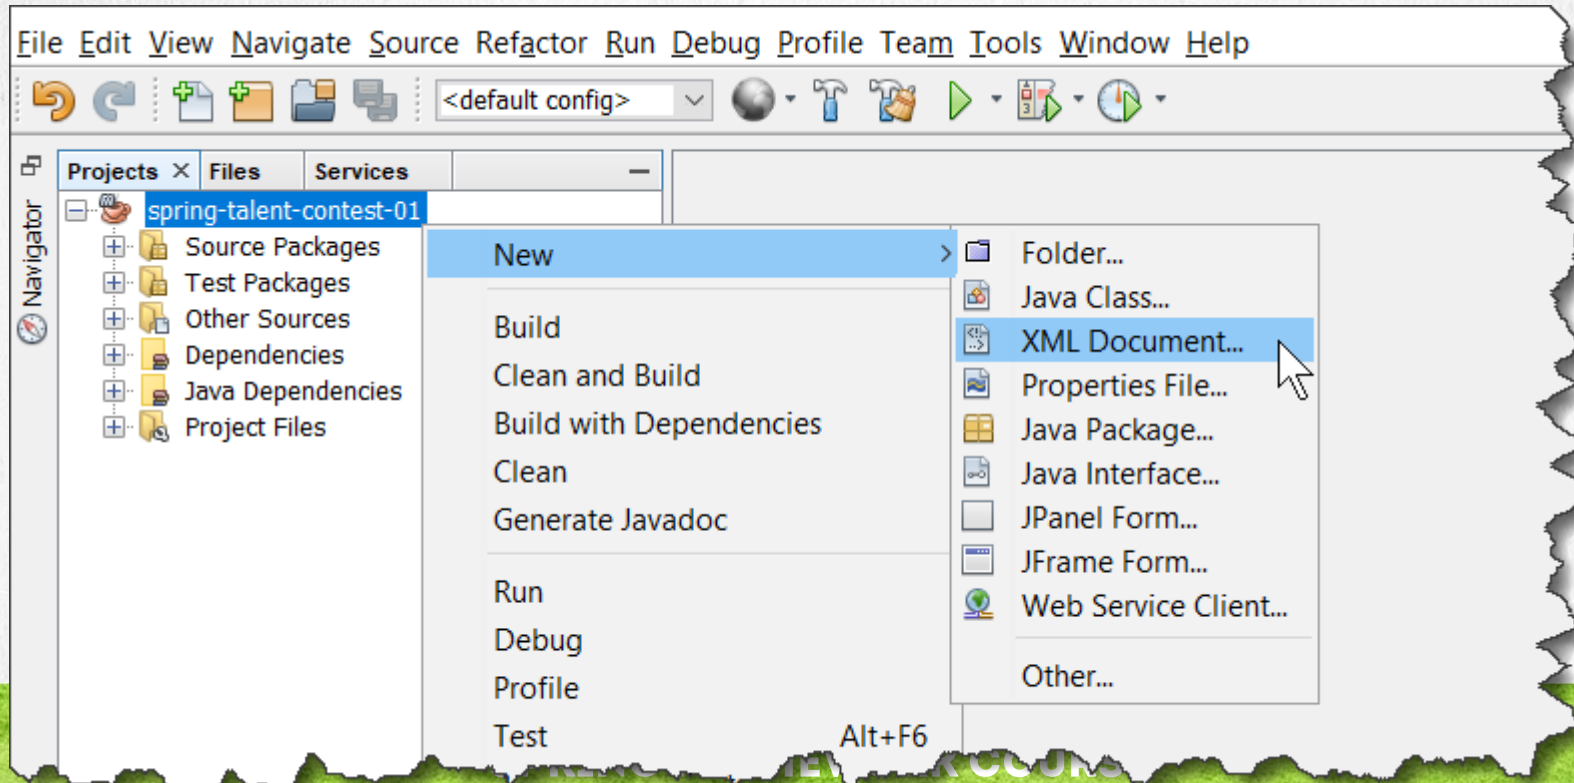 File Edit View Navigate Source Refactor Run Debug Profile Team Tools Window Help
<default config>
Projects Files Services
Navigator
spring-talent-contest-01
Source Packages
Test Packages
Other Sources
Dependencies
Java Dependencies
Project Files
New
Build
Clean and Build
Build with Dependencies
Clean
Generate Javadoc
Run
Debug
Profile
Test Alt+F6
Folder...
Java Class...
XML Document...
Properties File...
Java Package...
Java Interface...
JPanel Form...
JFrame Form...
Web Service Client...
Other...